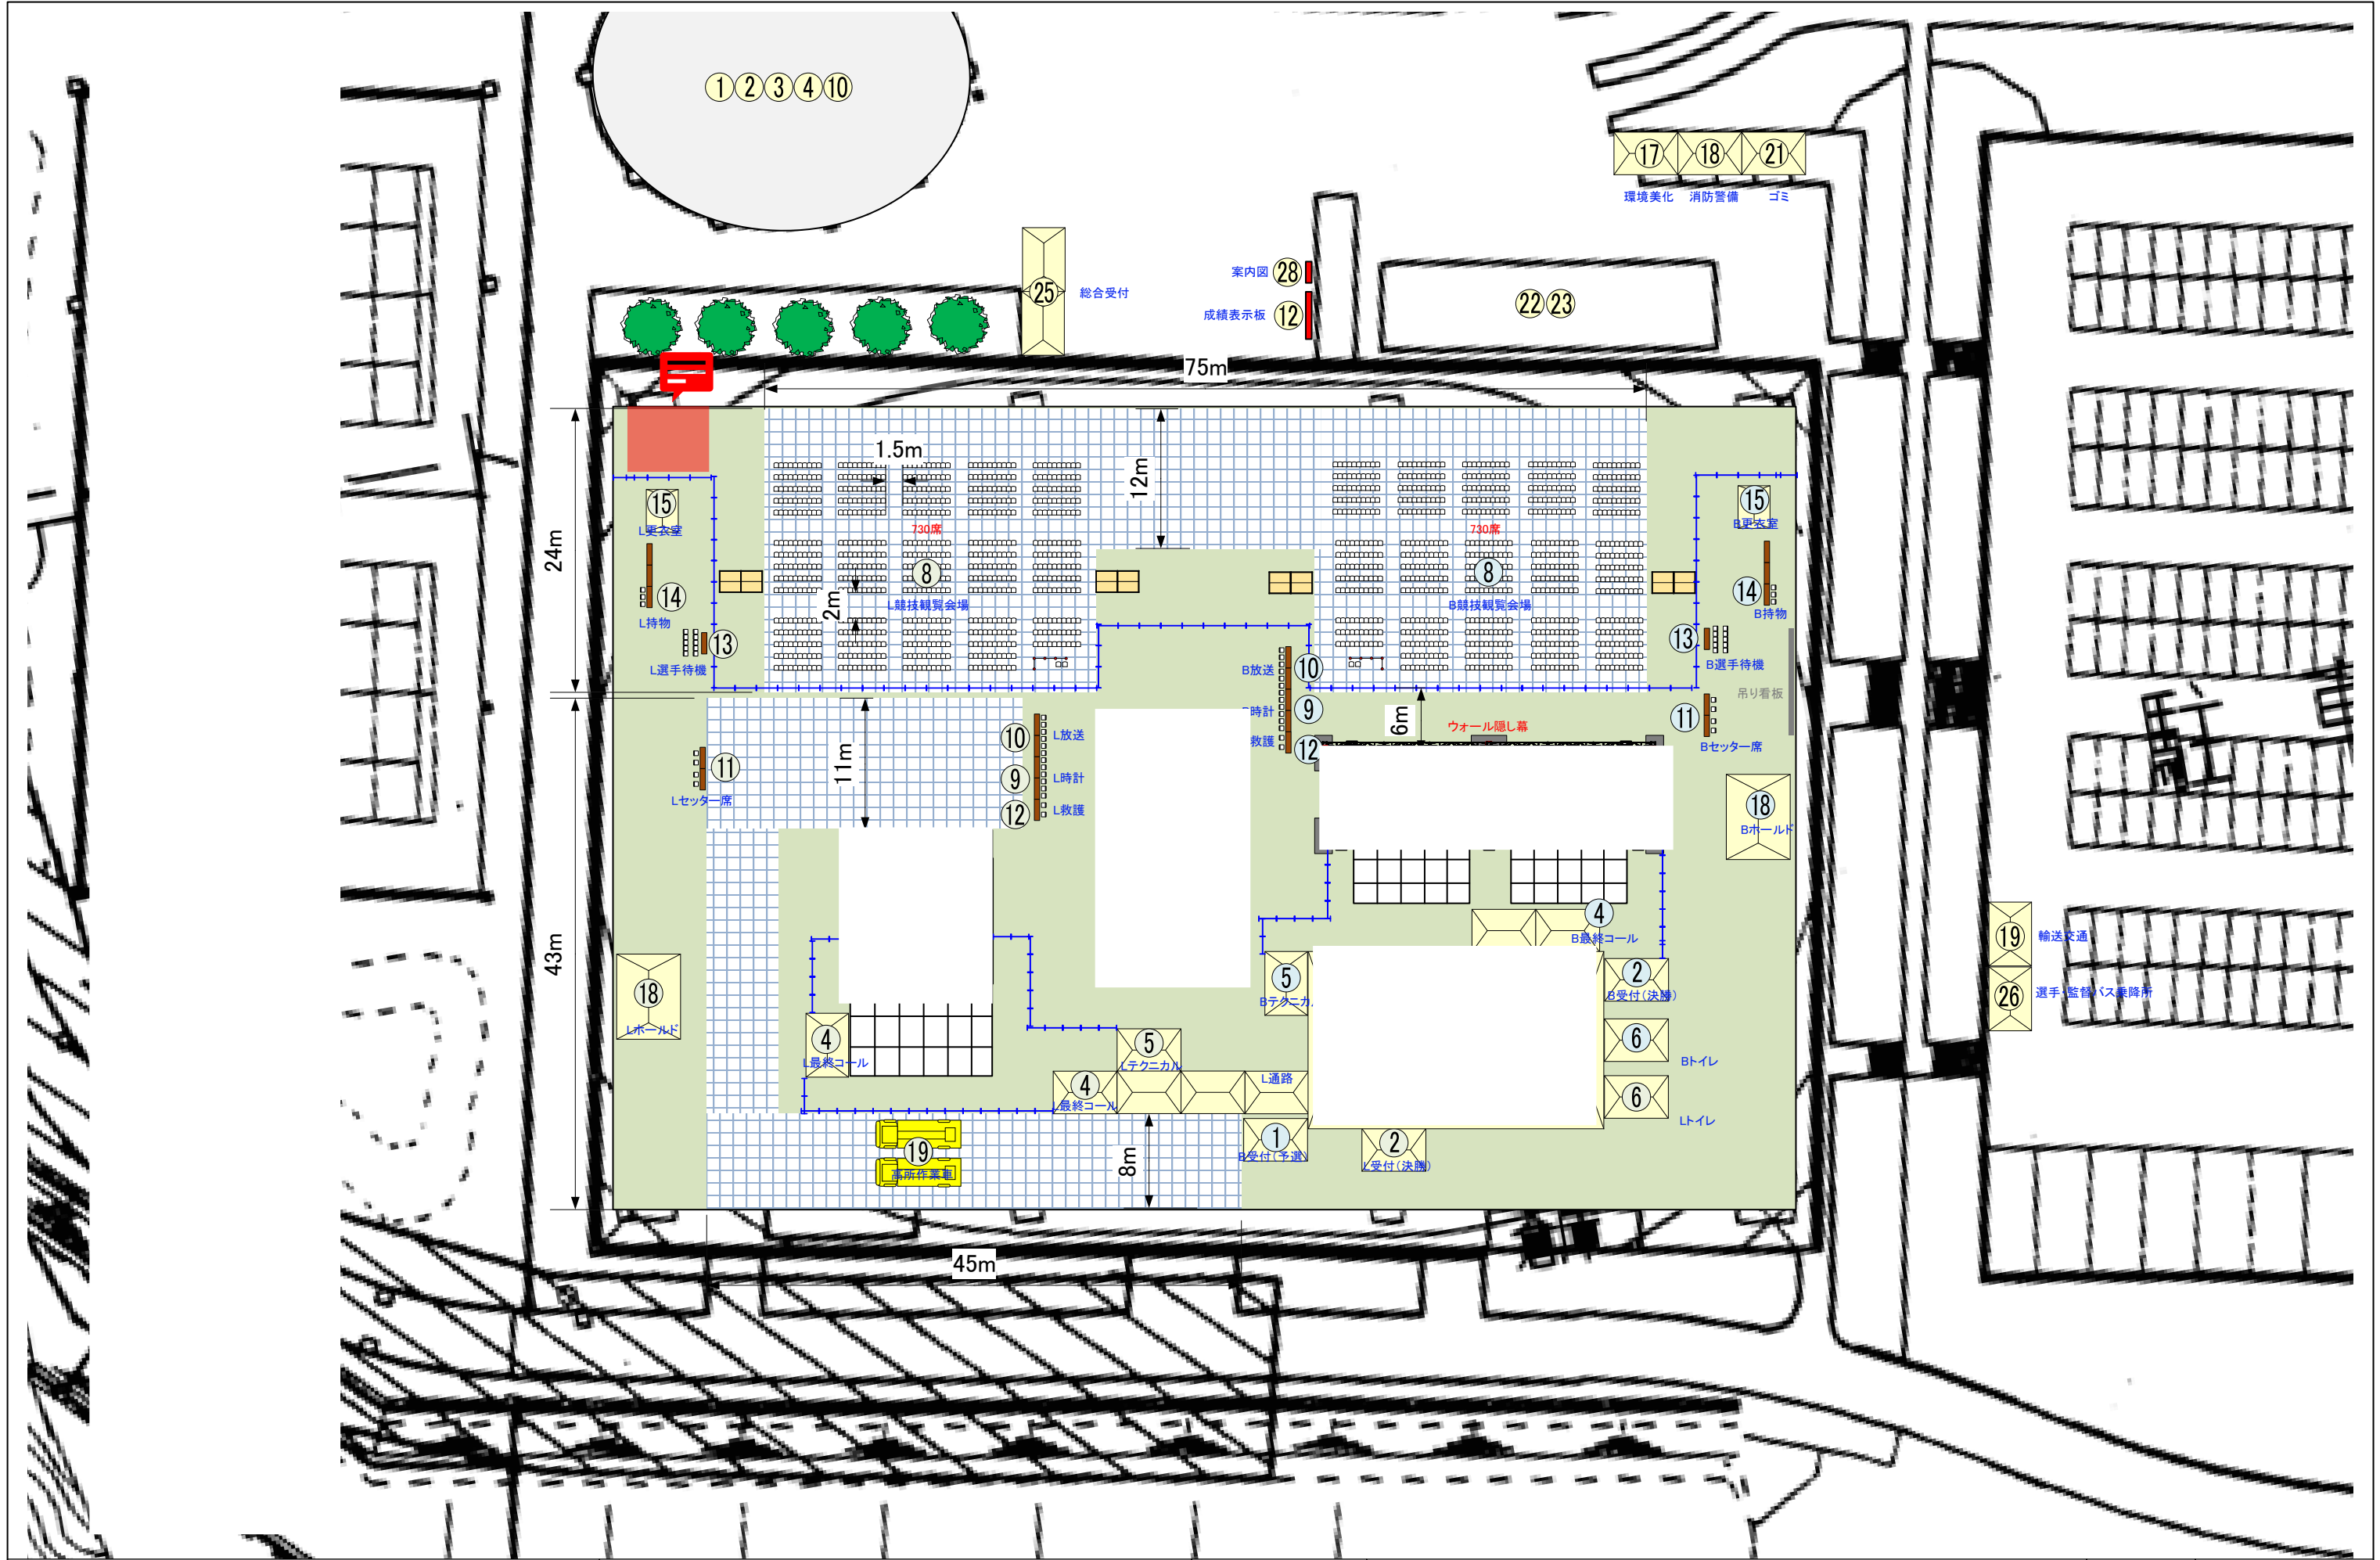 ① ② ③ ④ ⑩
⑰ ⑱ ㉑
環境美化 消防警備 ゴミ
㉕ 総合受付
案内図 ㉘
成績表示板 ⑫
㉒ ㉓
75m
1.5m
12m
24m
⑮
L更衣室
⑭
L持物
⑬
L選手待機
730席
⑧
L競技観覧会場
2m
730席
⑧
B競技観覧会場
⑮
B更衣室
⑭
B持物
⑬
B選手待機
吊り看板
⑪
Bセッター席
B放送 ⑩
時計 ⑨
救護 ⑫
6m
ウォール隠し幕
⑩ L放送
⑨ L時計
⑫ L救護
11m
⑪
Lセッター席
⑱
Bホールド
43m
⑱
Lホールド
④
B最終コール
⑤
Bテクニカ
②
B受付(決勝)
⑥
Bトイレ
⑥
Lトイレ
⑲ 輸送交通
㉖ 選手・監督バス乗降所
④
L最終コール
⑤
Lテクニカル
④
L最終コール
L通路
①
B受付(予選)
②
L受付(決勝)
⑲
高所作業車
8m
45m